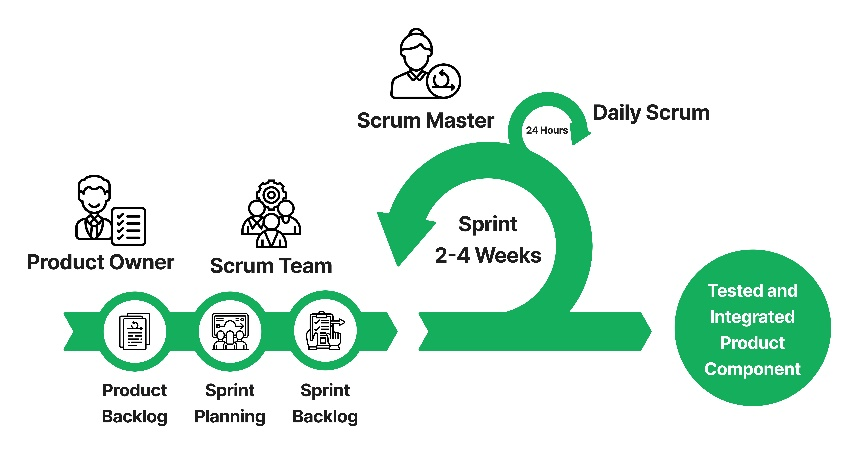 Scrum Master
24 Hours
Daily Scrum
Sprint
2-4 Weeks
Product Owner
Scrum Team
Product
Backlog
Sprint
Planning
Sprint
Backlog
Tested and
Integrated
Product
Component